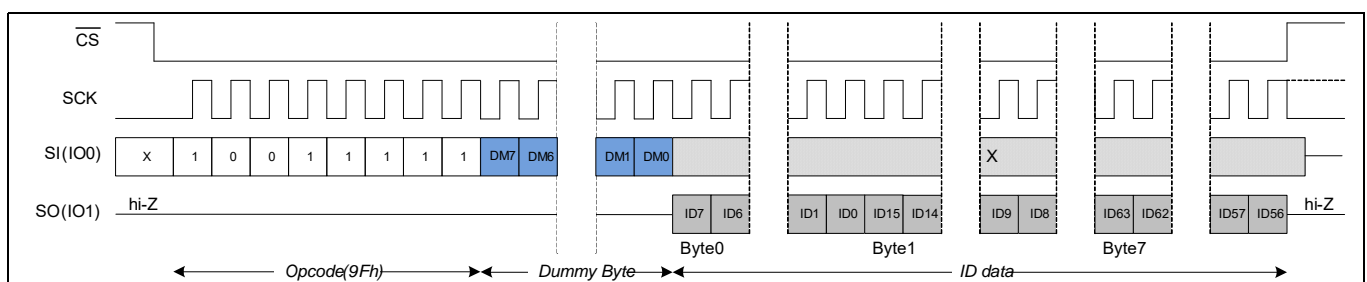 CS
SCK
SI(IO0) X 1 0 0 1 1 1 1 1 DM7 DM6 DM1 DM0 X
SO(IO1) hi-Z ID7 ID6 ID1 ID0 ID15 ID14 ID9 ID8 ID63 ID62 ID57 ID56 hi-Z
Byte0 Byte1 Byte7
Opcode(9Fh) Dummy Byte ID data